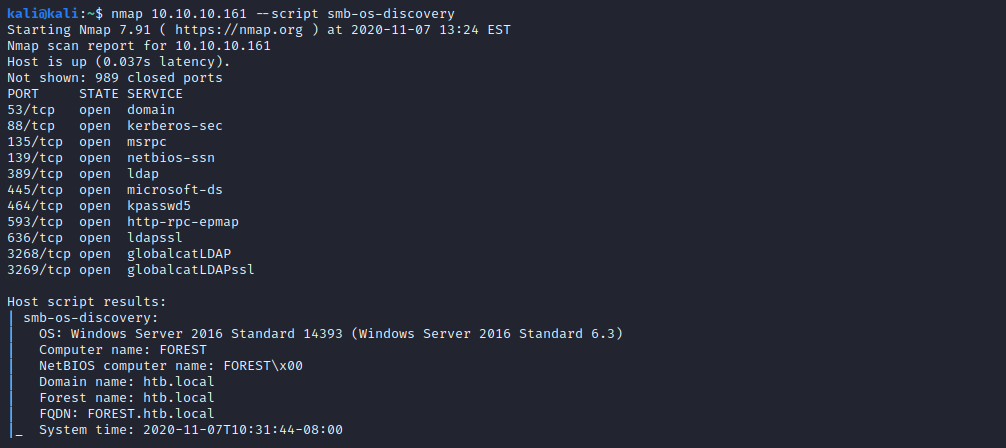 kali@kali:~$ nmap 10.10.10.161 --script smb-os-discovery
Starting Nmap 7.91 ( https://nmap.org ) at 2020-11-07 13:24 EST
Nmap scan report for 10.10.10.161
Host is up (0.037s latency).
Not shown: 989 closed ports
PORT     STATE SERVICE
53/tcp   open  domain
88/tcp   open  kerberos-sec
135/tcp  open  msrpc
139/tcp  open  netbios-ssn
389/tcp  open  ldap
445/tcp  open  microsoft-ds
464/tcp  open  kpasswd5
593/tcp  open  http-rpc-epmap
636/tcp  open  ldapssl
3268/tcp open  globalcatLDAP
3269/tcp open  globalcatLDAPssl

Host script results:
| smb-os-discovery:
|   OS: Windows Server 2016 Standard 14393 (Windows Server 2016 Standard 6.3)
|   Computer name: FOREST
|   NetBIOS computer name: FOREST\x00
|   Domain name: htb.local
|   Forest name: htb.local
|   FQDN: FOREST.htb.local
|_  System time: 2020-11-07T10:31:44-08:00